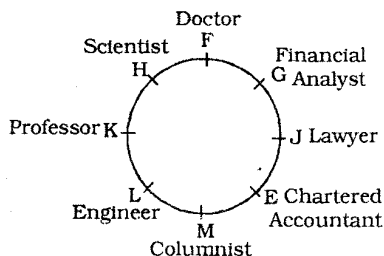 Doctor
F
Scientist
H
Financial
G Analyst
Professor K
J Lawyer
L
Engineer
E Chartered
Accountant
M
Columnist